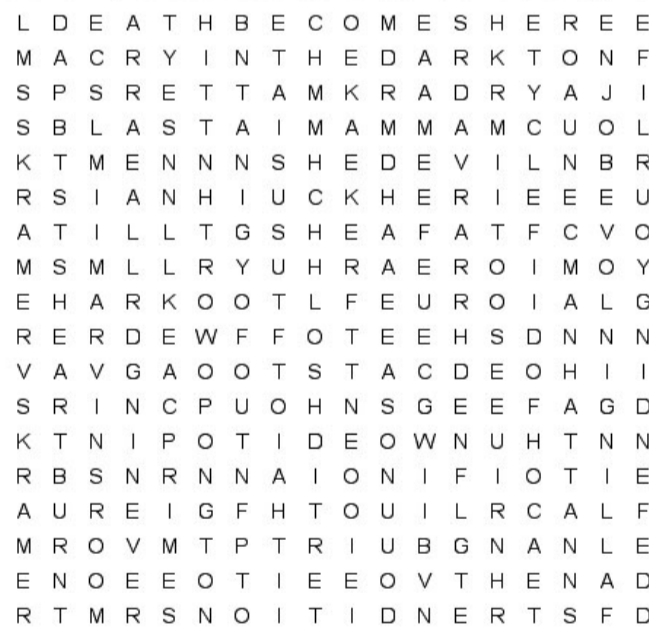 L D E A T H B E C O M E S H E R E E
M A C R Y I N T H E D A R K T O N F
S P S R E T T A M K R A D R Y A J I
S B L A S T A I M A M M A M C U O L
K T M E N N N S H E D E V I L N B R
R S I A N H I U C K H E R I E E E U
A T I L L T G S H E A F A T F C V O
M S M L L R Y U H R A E R O I M O Y
E H A R K O O T L F E U R O I A L G
R E R D E W F F O T E E H S D N N N
V A V G A O O T S T A C D E O H I I
S R I N C P U O H N S G E E F A G D
K T N I P O T I D E O W N U H T N N
R B S N R N N A I O N I F I O T I E
A U R E I G F H T O U I L R C A L F
M R O V M T P T R I U B G N A N L E
E N O E E O T I E E O V T H E N A D
R T M R S N O I T I D N E R T S F D